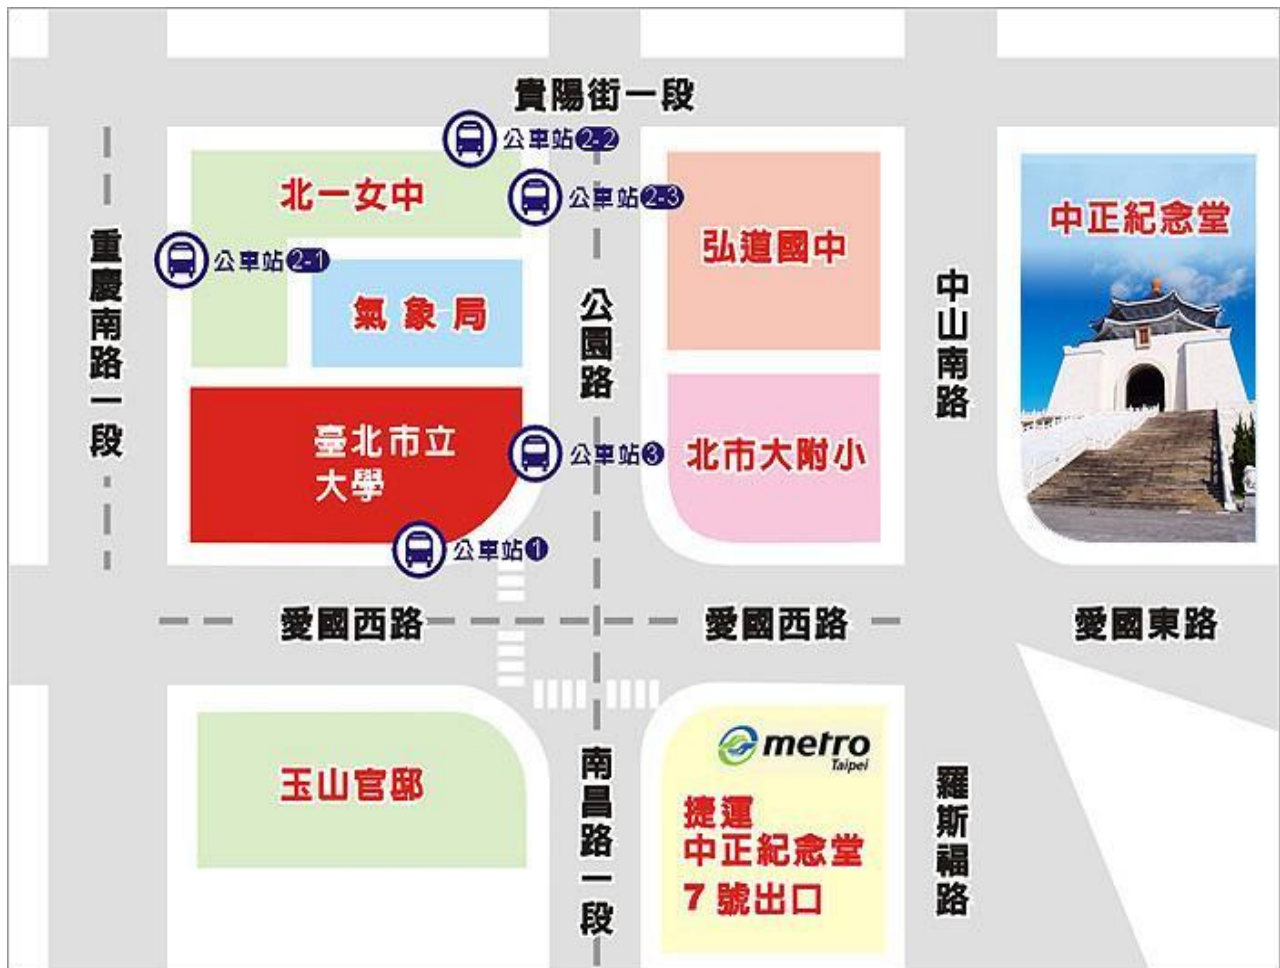 貴陽街一段
公車站2-2
北一女中
公車站2-3
中正紀念堂
弘道國中
公車站2-1
重慶南路一段
氣象局
公園路
中山南路
臺北市立
大學
公車站3
北市大附小
公車站1
愛國西路
愛國西路
愛國東路
metro
Taipei
玉山官邸
南昌路一段
捷運
中正紀念堂
7號出口
羅斯福路